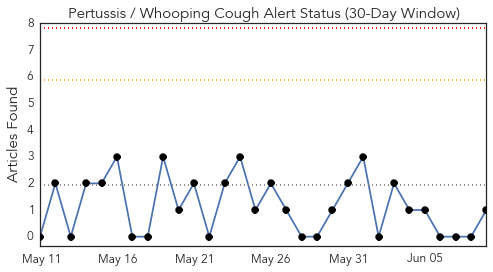 Pertussis / Whooping Cough Alert Status (30-Day Window)
Articles Found
8
7
6
5
4
3
2
1
0
May 11
May 16
May 21
May 26
May 31
Jun 05